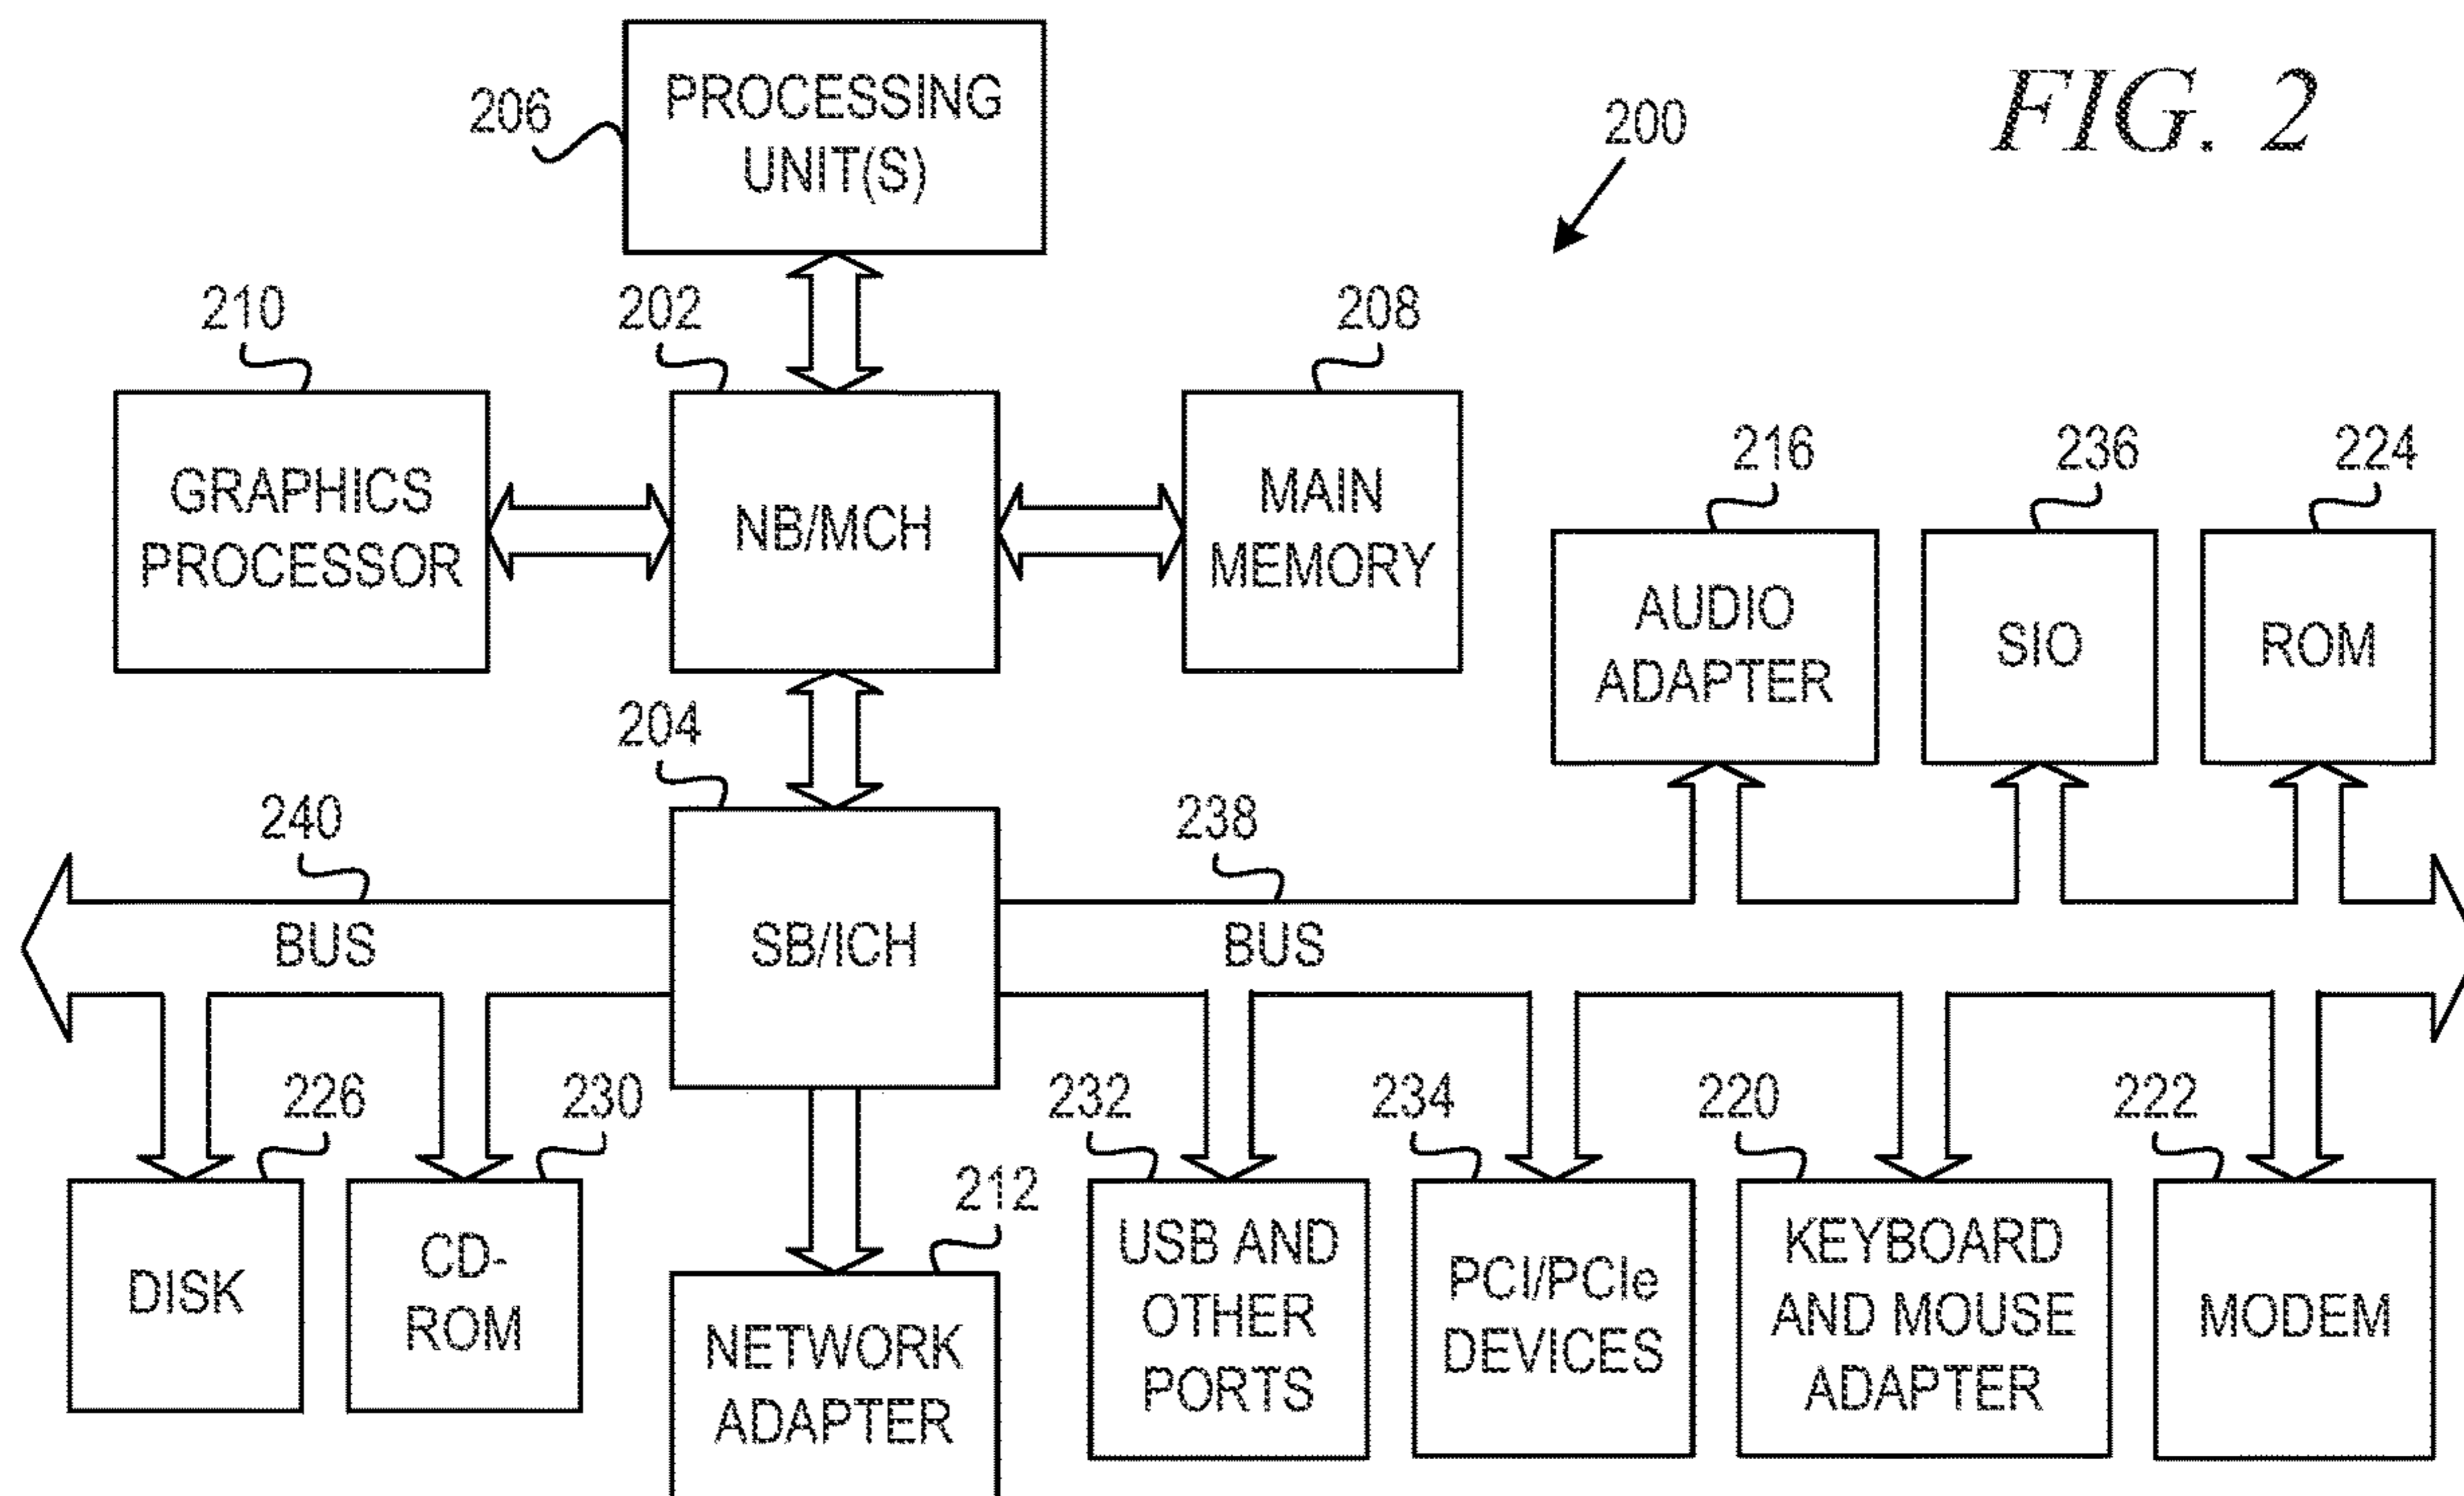 FIG. 2
200
206
PROCESSING
UNIT(S)
210
202
208
GRAPHICS
PROCESSOR
NB/MCH
MAIN
MEMORY
216
236
224
AUDIO
ADAPTER
SIO
ROM
204
240
238
BUS
SB/ICH
BUS
226
230
212
232
234
220
222
DISK
CD-
ROM
NETWORK
ADAPTER
USB AND
OTHER
PORTS
PCI/PCIe
DEVICES
KEYBOARD
AND MOUSE
ADAPTER
MODEM